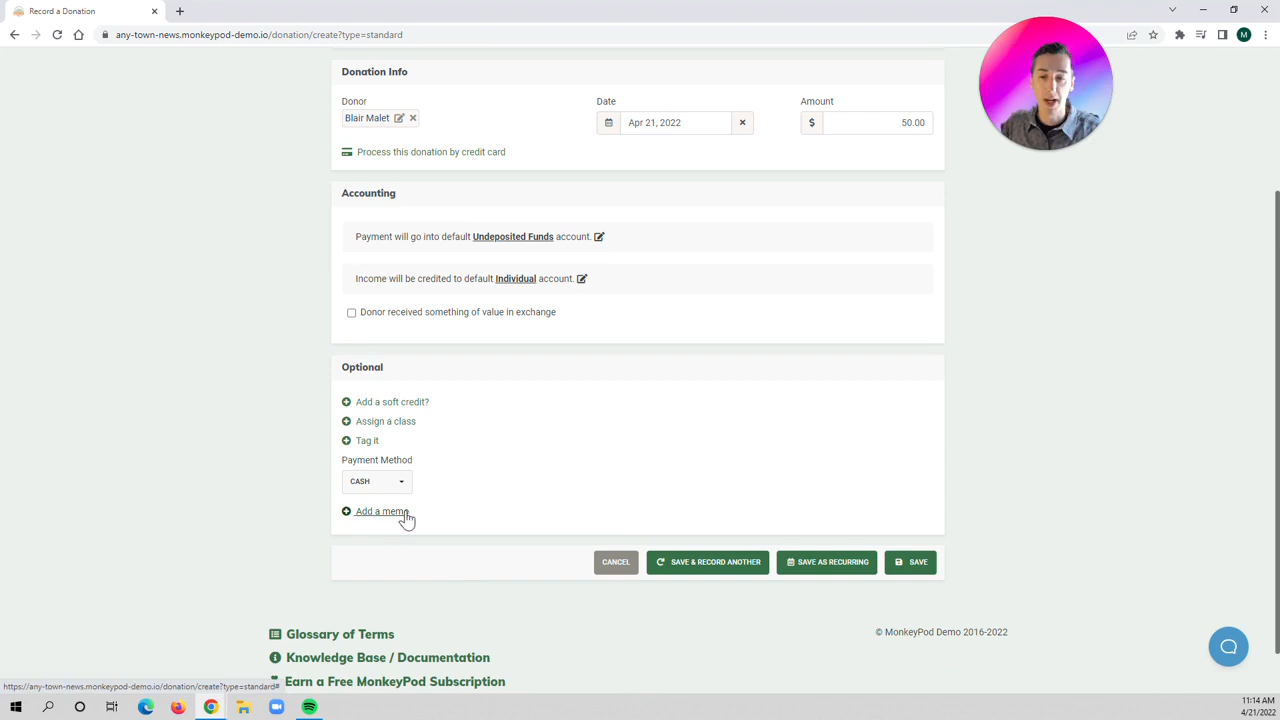 Record a Donation
any-town-news.monkeypod-demo.io/donation/create?type=standard
M
Donation Info
Donor
Date
Amount
Blair Malet
Apr 21, 2022
$
50.00
Process this donation by credit card
Accounting
Payment will go into default Undeposited Funds account.
Income will be credited to default Individual account.
Donor received something of value in exchange
Optional
Add a soft credit?
Assign a class
Tag it
Payment Method
CASH
Add a memo
CANCEL
SAVE & RECORD ANOTHER
SAVE AS RECURRING
SAVE
Glossary of Terms
© MonkeyPod Demo 2016-2022
Knowledge Base / Documentation
Earn a Free MonkeyPod Subscription
https://any-town-news.monkeypod-demo.io/donation/create?type=standard#
11:14 AM
4/21/2022